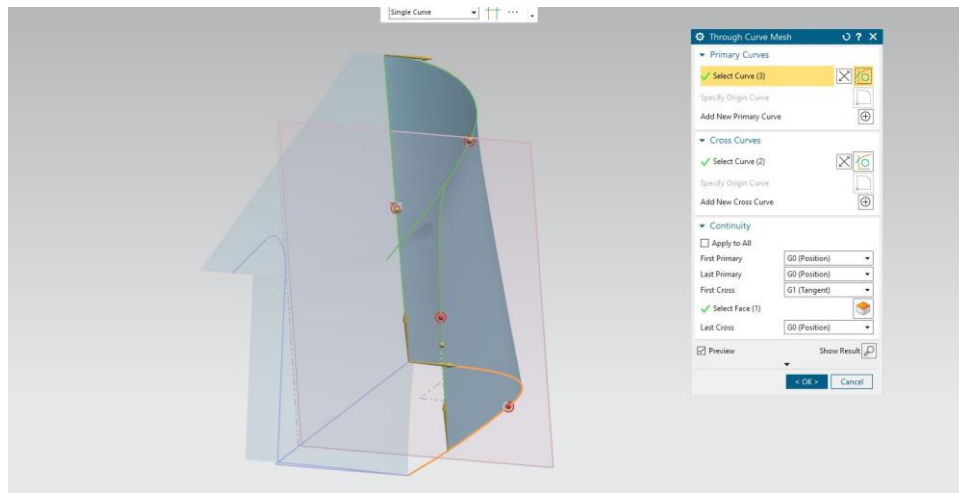 Single Curve
Through Curve Mesh
Primary Curves
Select Curve (3)
Specify Origin Curve
Add New Primary Curve
Cross Curves
Select Curve (2)
Specify Origin Curve
Add New Cross Curve
Continuity
Apply to All
First Primary G0 (Position)
Last Primary G0 (Position)
First Cross G1 (Tangent)
Select Face (1)
Last Cross G0 (Position)
Preview Show Result
< OK > Cancel